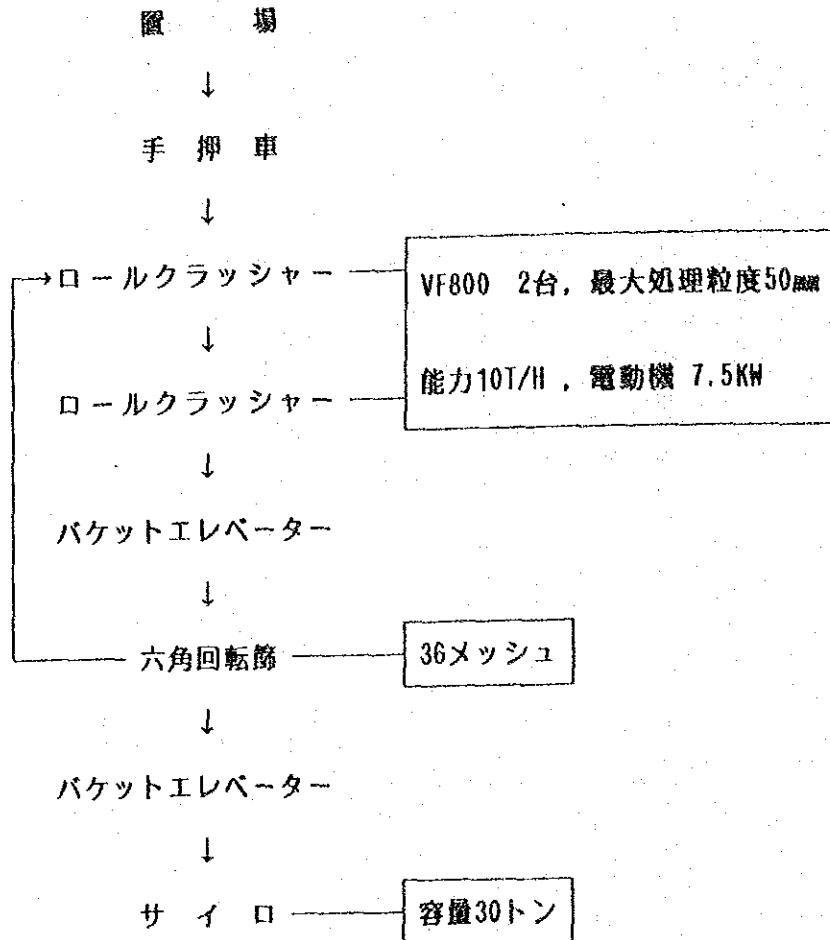 置場
↓
手押車
↓
→ロールクラッシャー
VF800 2台, 最大処理粒度50㎜
↓
能力10T/H , 電動機 7.5KW
ロールクラッシャー
↓
バケットエレベーター
↓
六角回転篩
36メッシュ
↓
バケットエレベーター
↓
サイロ
容量30トン